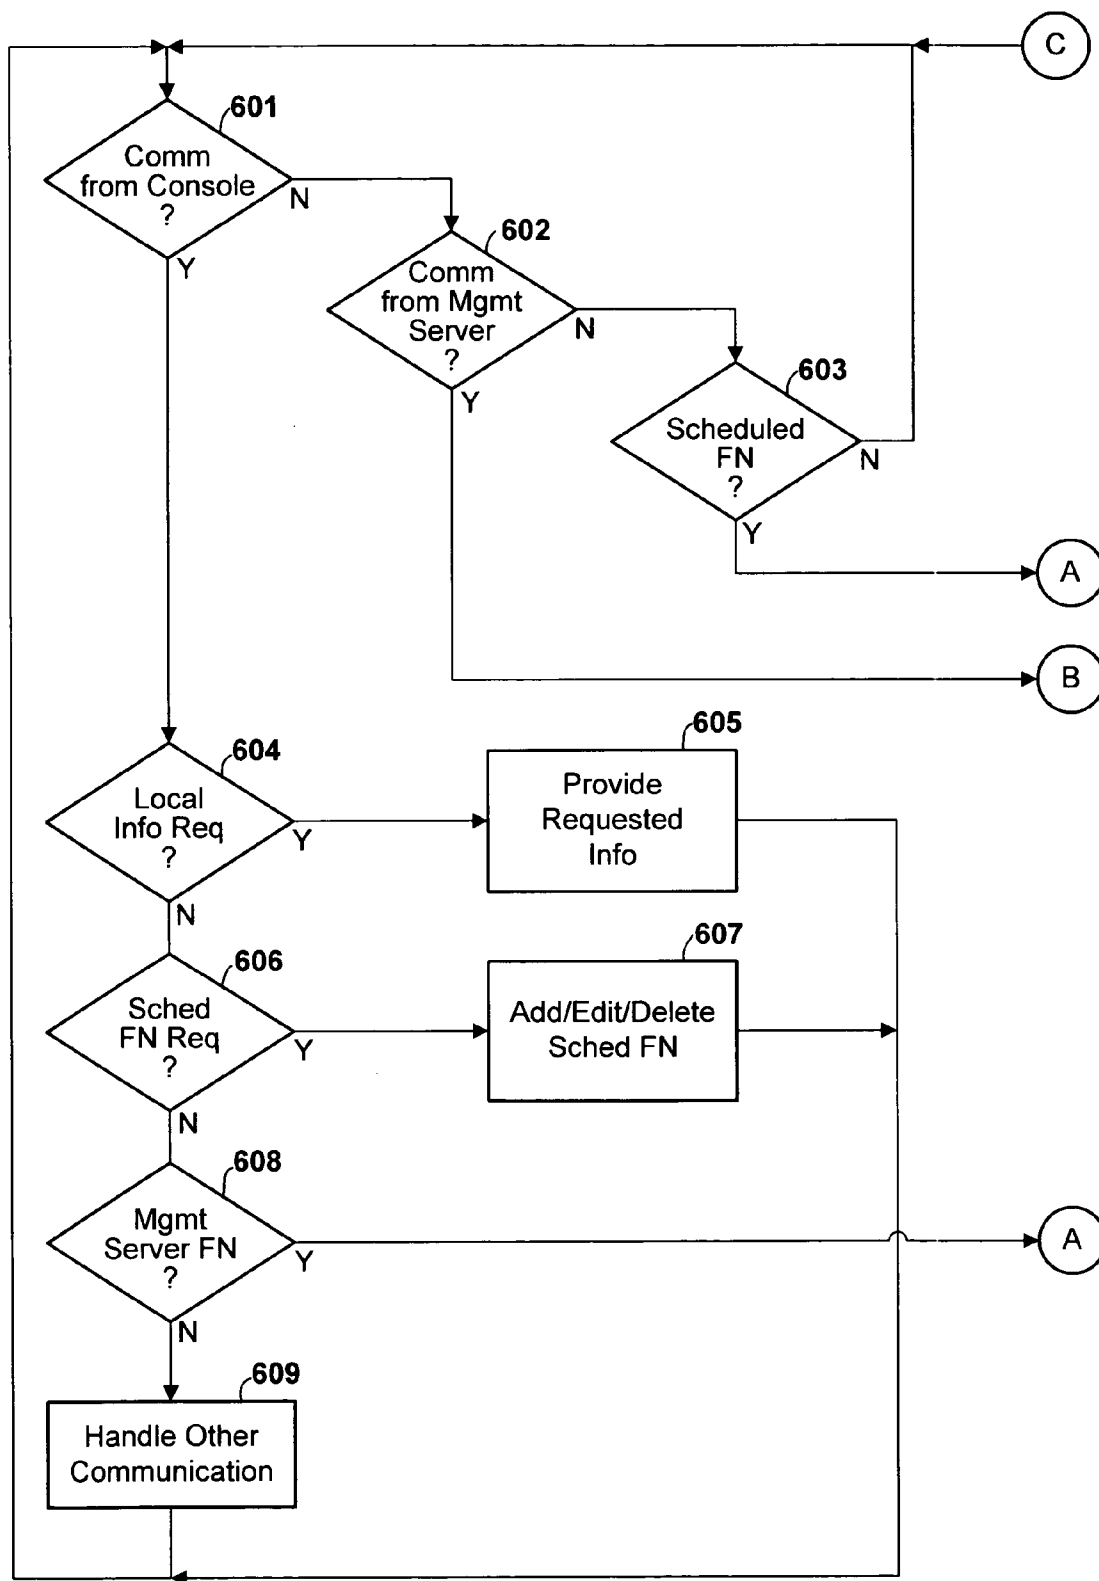 C
601
Comm
from Console
?
N
Y
602
Comm
from Mgmt
Server
?
N
Y
603
Scheduled
FN
?
N
Y
A
B
604
Local
Info Req
?
Y
N
605
Provide
Requested
Info
606
Sched
FN Req
?
Y
N
607
Add/Edit/Delete
Sched FN
608
Mgmt
Server FN
?
Y
N
A
609
Handle Other
Communication